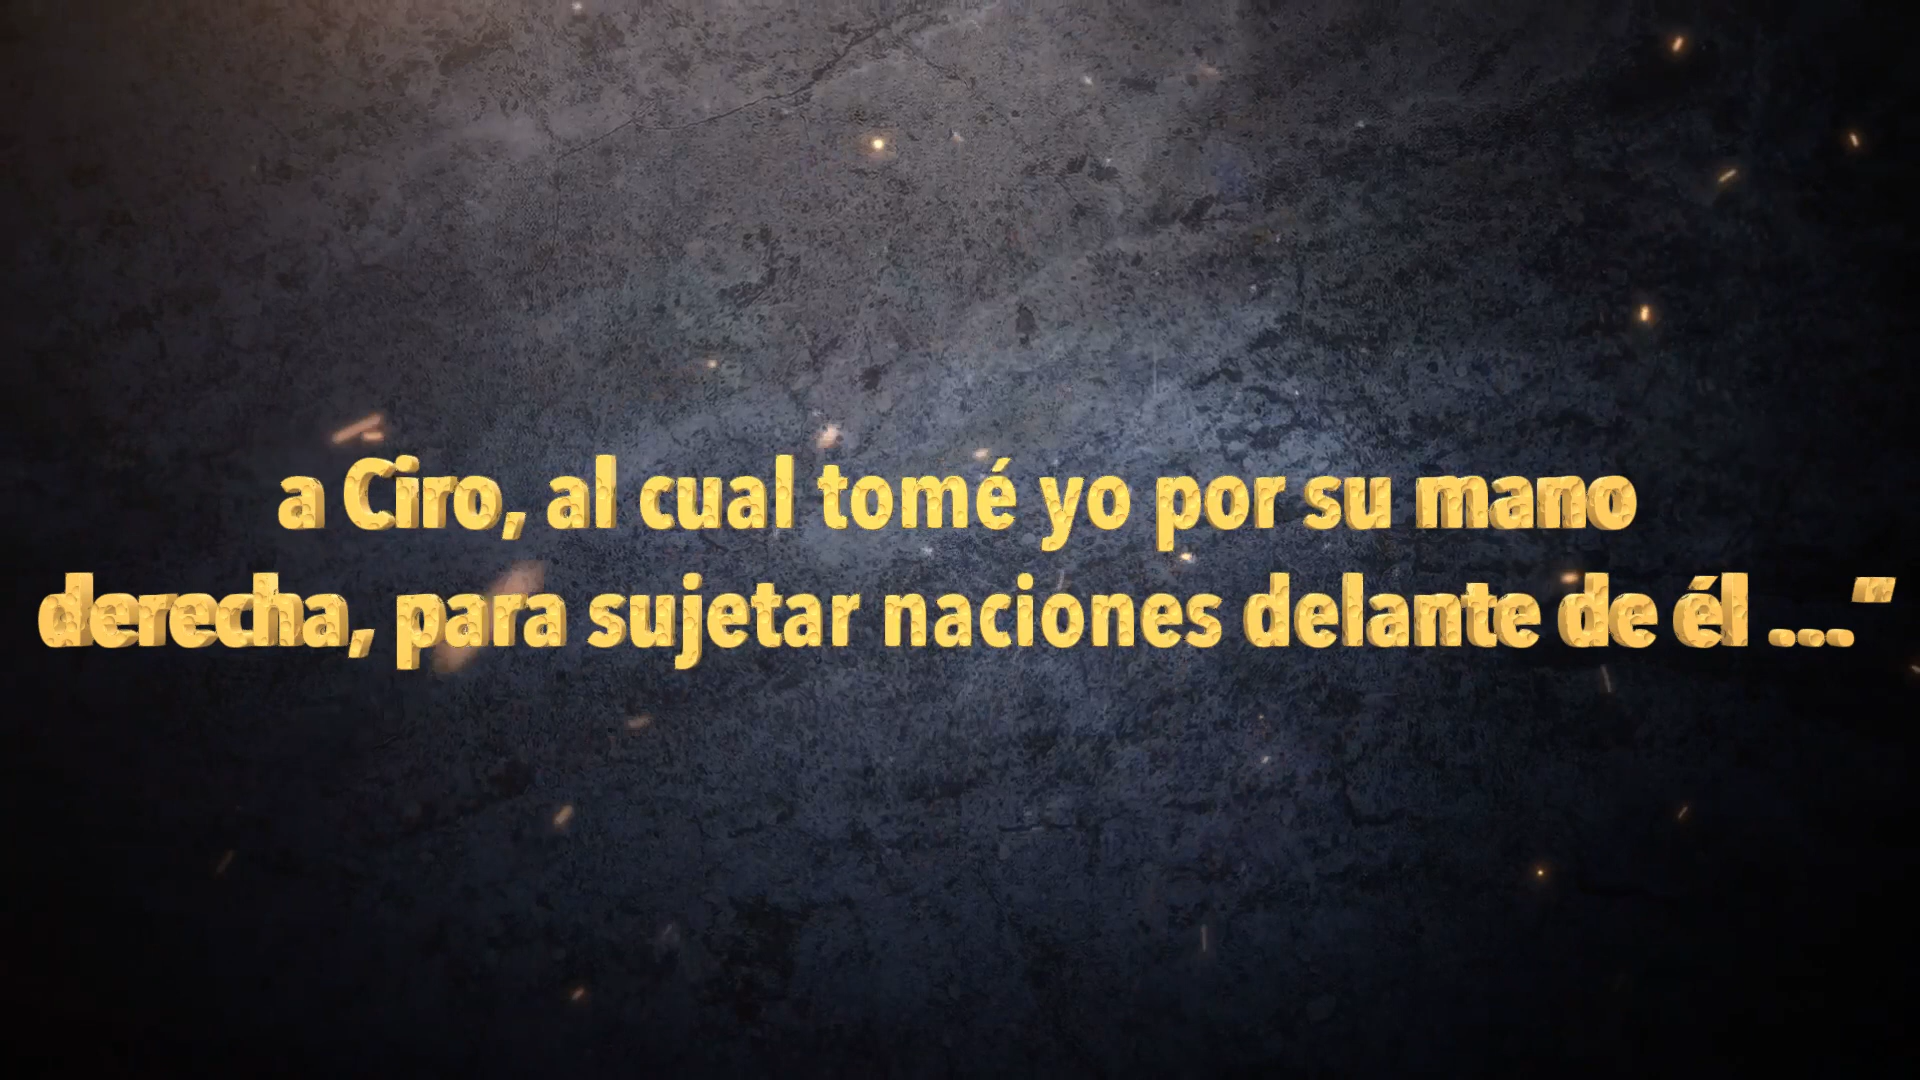 a Ciro, al cual tomé yo por su mano
derecha, para sujetar naciones delante de él ..."